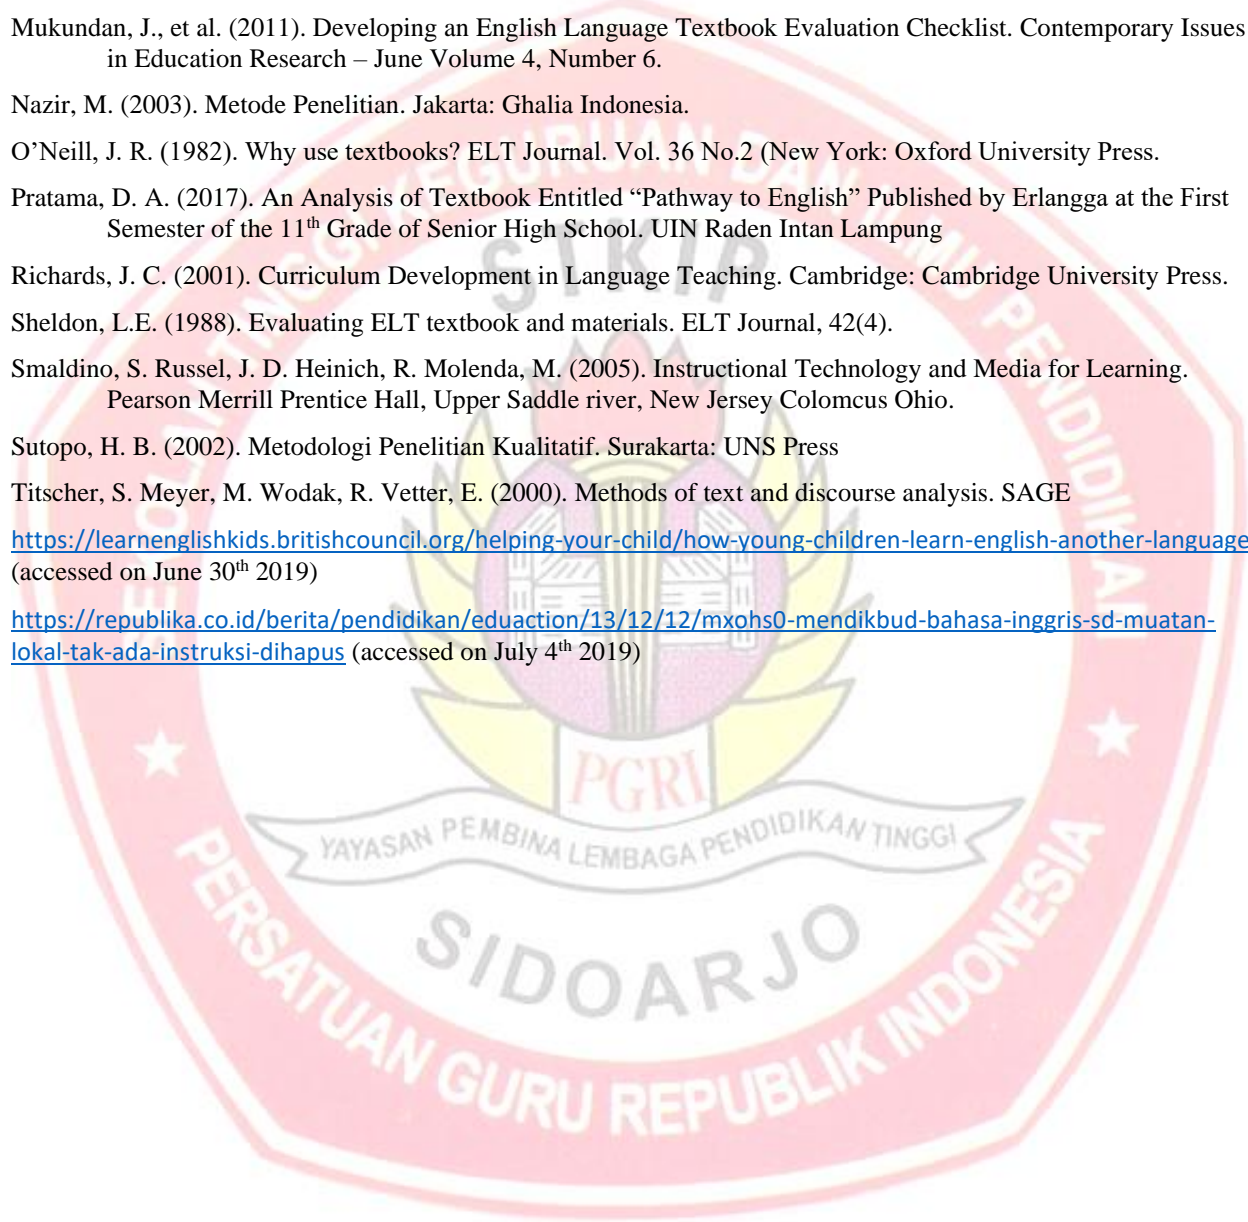 Mukundan, J., et al. (2011). Developing an English Language Textbook Evaluation Checklist. Contemporary Issues
in Education Research – June Volume 4, Number 6.
Nazir, M. (2003). Metode Penelitian. Jakarta: Ghalia Indonesia.
O’Neill, J. R. (1982). Why use textbooks? ELT Journal. Vol. 36 No.2 (New York: Oxford University Press.
Pratama, D. A. (2017). An Analysis of Textbook Entitled “Pathway to English” Published by Erlangga at the First
Semester of the 11th Grade of Senior High School. UIN Raden Intan Lampung
Richards, J. C. (2001). Curriculum Development in Language Teaching. Cambridge: Cambridge University Press.
Sheldon, L.E. (1988). Evaluating ELT textbook and materials. ELT Journal, 42(4).
Smaldino, S. Russel, J. D. Heinich, R. Molenda, M. (2005). Instructional Technology and Media for Learning.
Pearson Merrill Prentice Hall, Upper Saddle river, New Jersey Colomcus Ohio.
Sutopo, H. B. (2002). Metodologi Penelitian Kualitatif. Surakarta: UNS Press
Titscher, S. Meyer, M. Wodak, R. Vetter, E. (2000). Methods of text and discourse analysis. SAGE
https://learnenglishkids.britishcouncil.org/helping-your-child/how-young-children-learn-english-another-language
(accessed on June 30th 2019)
https://republika.co.id/berita/pendidikan/eduaction/13/12/12/mxohs0-mendikbud-bahasa-inggris-sd-muatan-
lokal-tak-ada-instruksi-dihapus (accessed on July 4th 2019)
SEKOLAH TINGGI KEGURUAN DAN ILMU PENDIDIKAN
STKIP
PGRI
YAYASAN PEMBINA LEMBAGA PENDIDIKAN TINGGI
SIDOARJO
PERSATUAN GURU REPUBLIK INDONESIA